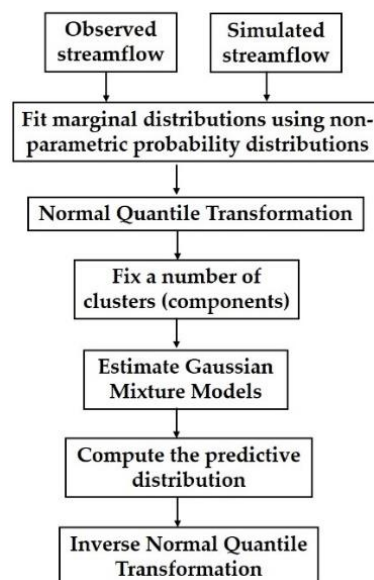 Observed
streamflow
Simulated
streamflow
Fit marginal distributions using non-
parametric probability distributions
Normal Quantile Transformation
Fix a number of
clusters (components)
Estimate Gaussian
Mixture Models
Compute the predictive
distribution
Inverse Normal Quantile
Transformation